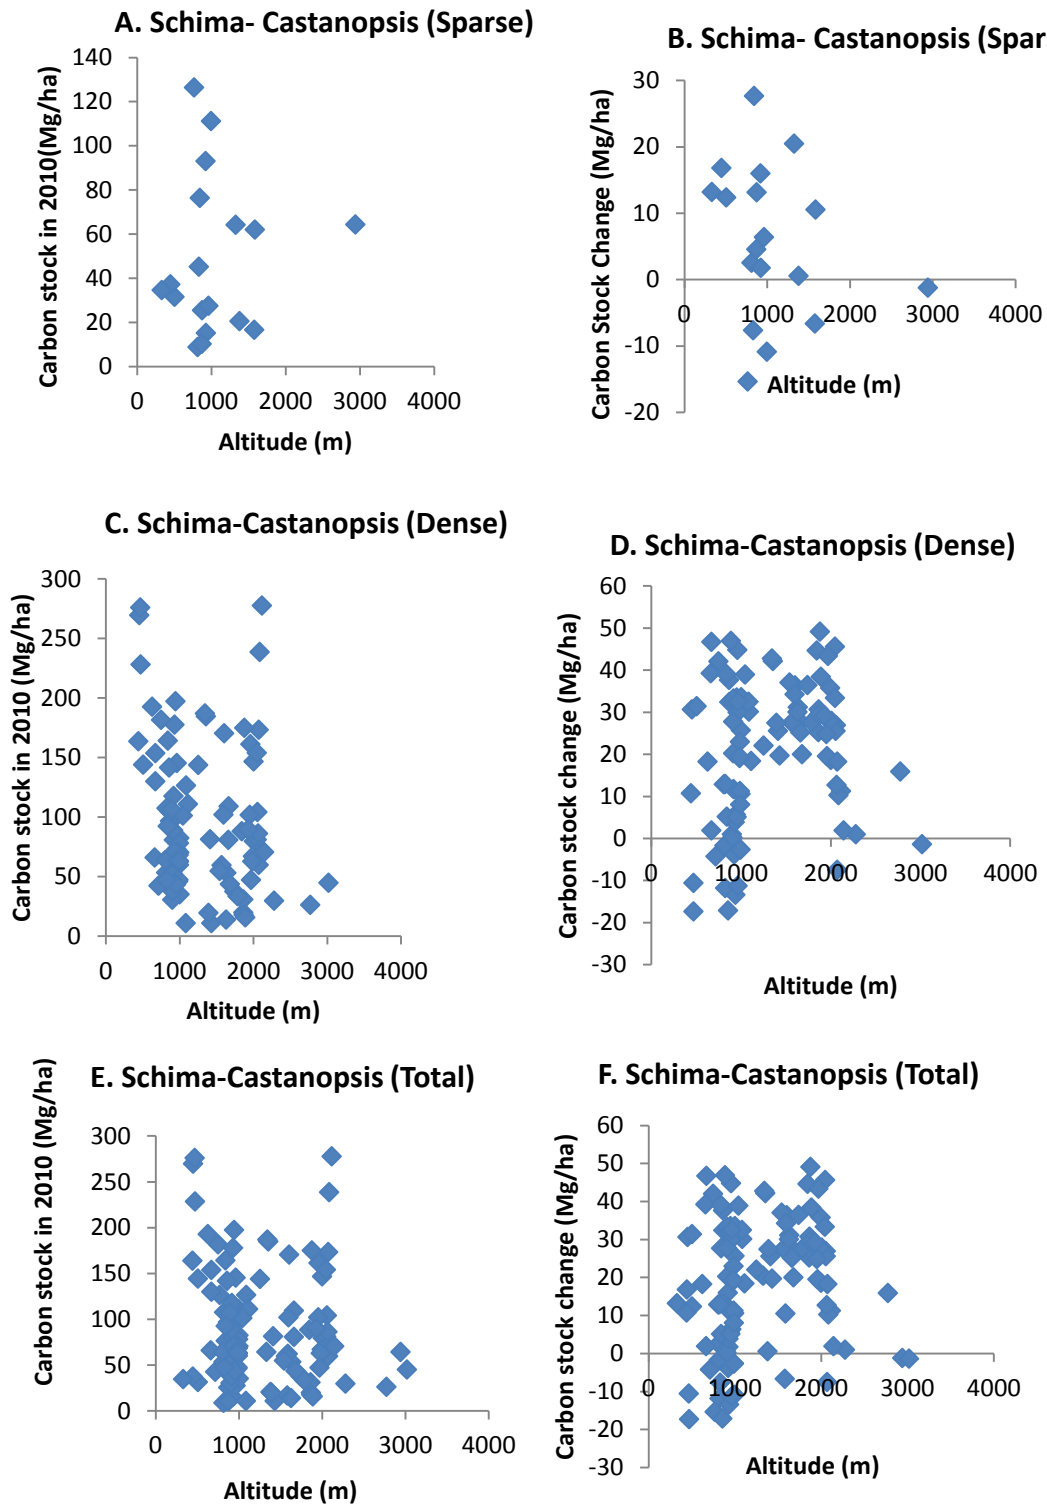 A. Schima- Castanopsis (Sparse)
Carbon stock in 2010(Mg/ha)
140
120
100
80
60
40
20
0
0 1000 2000 3000 4000
Altitude (m)
B. Schima- Castanopsis (Spar
Carbon Stock Change (Mg/ha)
30
20
10
0
-10
-20
0 1000 2000 3000 4000
Altitude (m)
C. Schima-Castanopsis (Dense)
Carbon stock in 2010 (Mg/ha)
300
250
200
150
100
50
0
0 1000 2000 3000 4000
Altitude (m)
D. Schima-Castanopsis (Dense)
Carbon stock change (Mg/ha)
60
50
40
30
20
10
0
-10
-20
-30
0 1000 2000 3000 4000
Altitude (m)
E. Schima-Castanopsis (Total)
Carbon stock in 2010 (Mg/ha)
300
250
200
150
100
50
0
0 1000 2000 3000 4000
Altitude (m)
F. Schima-Castanopsis (Total)
Carbon stock change (Mg/ha)
60
50
40
30
20
10
0
-10
-20
-30
0 1000 2000 3000 4000
Altitude (m)